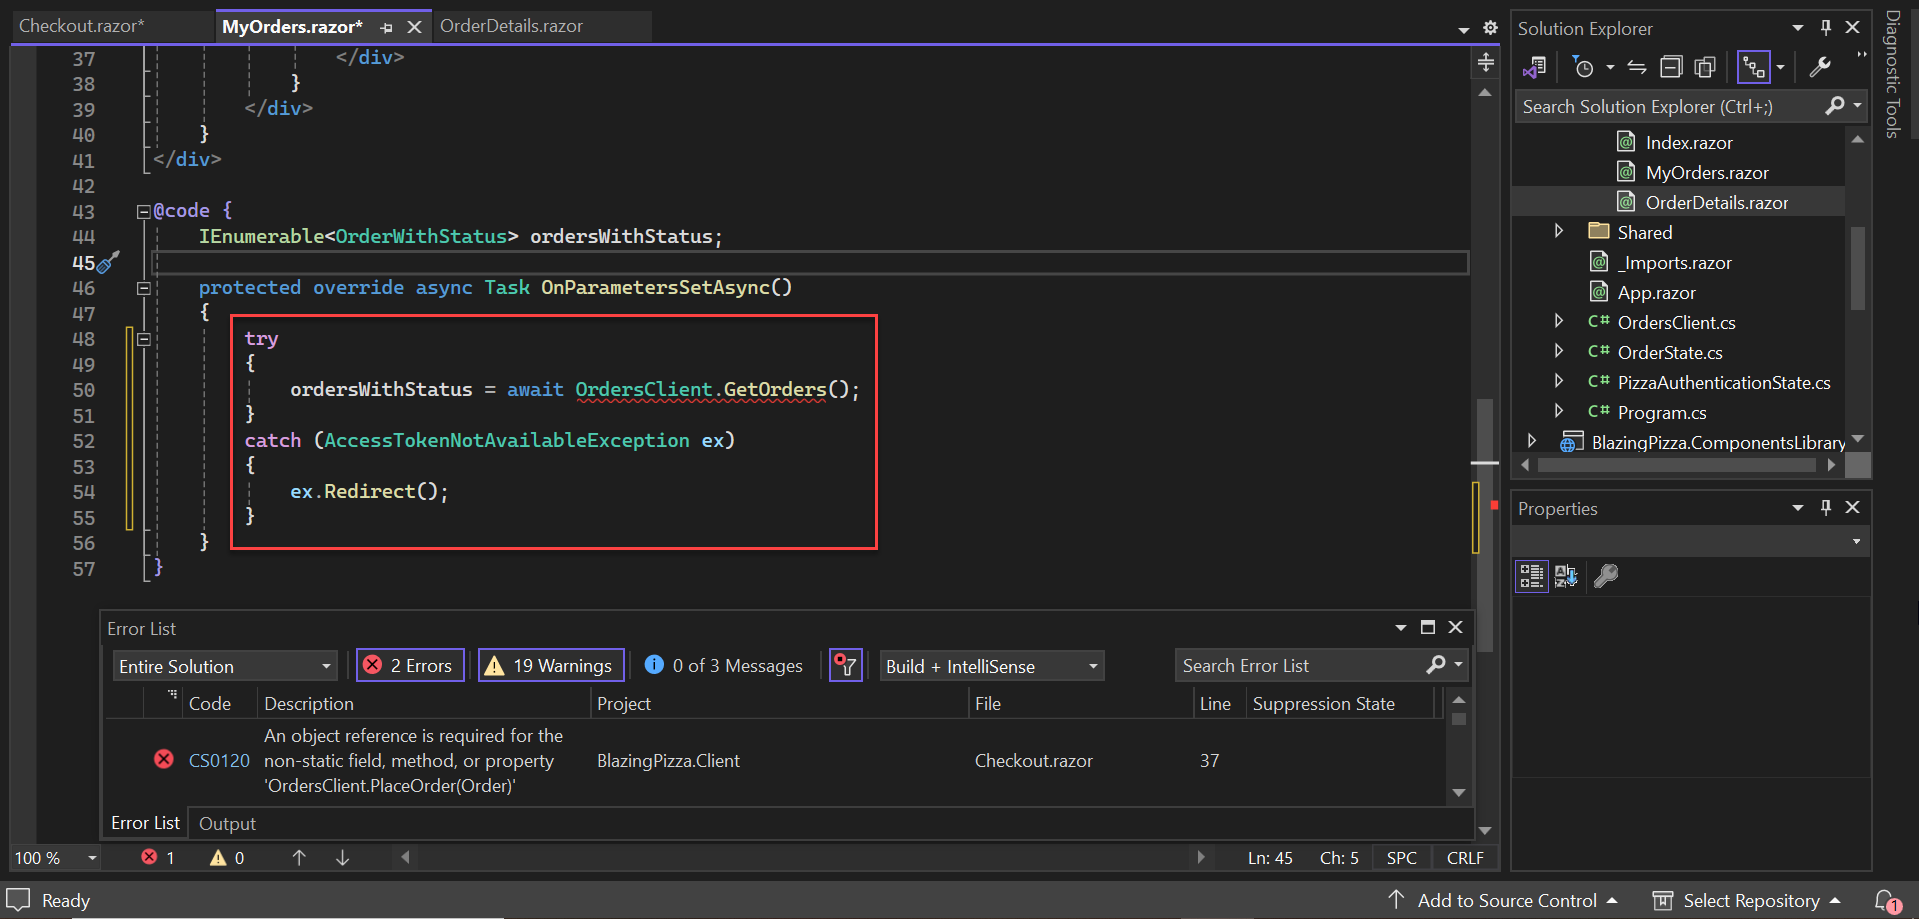 Checkout.razor*
MyOrders.razor*
OrderDetails.razor
37 </div>
38 }
39 </div>
40 }
41 </div>
42
43 @code {
44 IEnumerable<OrderWithStatus> ordersWithStatus;
45
46 protected override async Task OnParametersSetAsync()
47 {
48 try
49 {
50 ordersWithStatus = await OrdersClient.GetOrders();
51 }
52 catch (AccessTokenNotAvailableException ex)
53 {
54 ex.Redirect();
55 }
56 }
57 }
Error List
Entire Solution
2 Errors
19 Warnings
0 of 3 Messages
Build + IntelliSense
Search Error List
Code Description Project File Line Suppression State
An object reference is required for the
CS0120 non-static field, method, or property BlazingPizza.Client Checkout.razor 37
'OrdersClient.PlaceOrder(Order)'
Error List Output
100 % 1 0 Ln: 45 Ch: 5 SPC CRLF
Solution Explorer
Search Solution Explorer (Ctrl+;)
Index.razor
MyOrders.razor
OrderDetails.razor
Shared
_Imports.razor
App.razor
C# OrdersClient.cs
C# OrderState.cs
C# PizzaAuthenticationState.cs
C# Program.cs
BlazingPizza.ComponentsLibrary
Properties
Diagnostic Tools
Ready
Add to Source Control
Select Repository
1